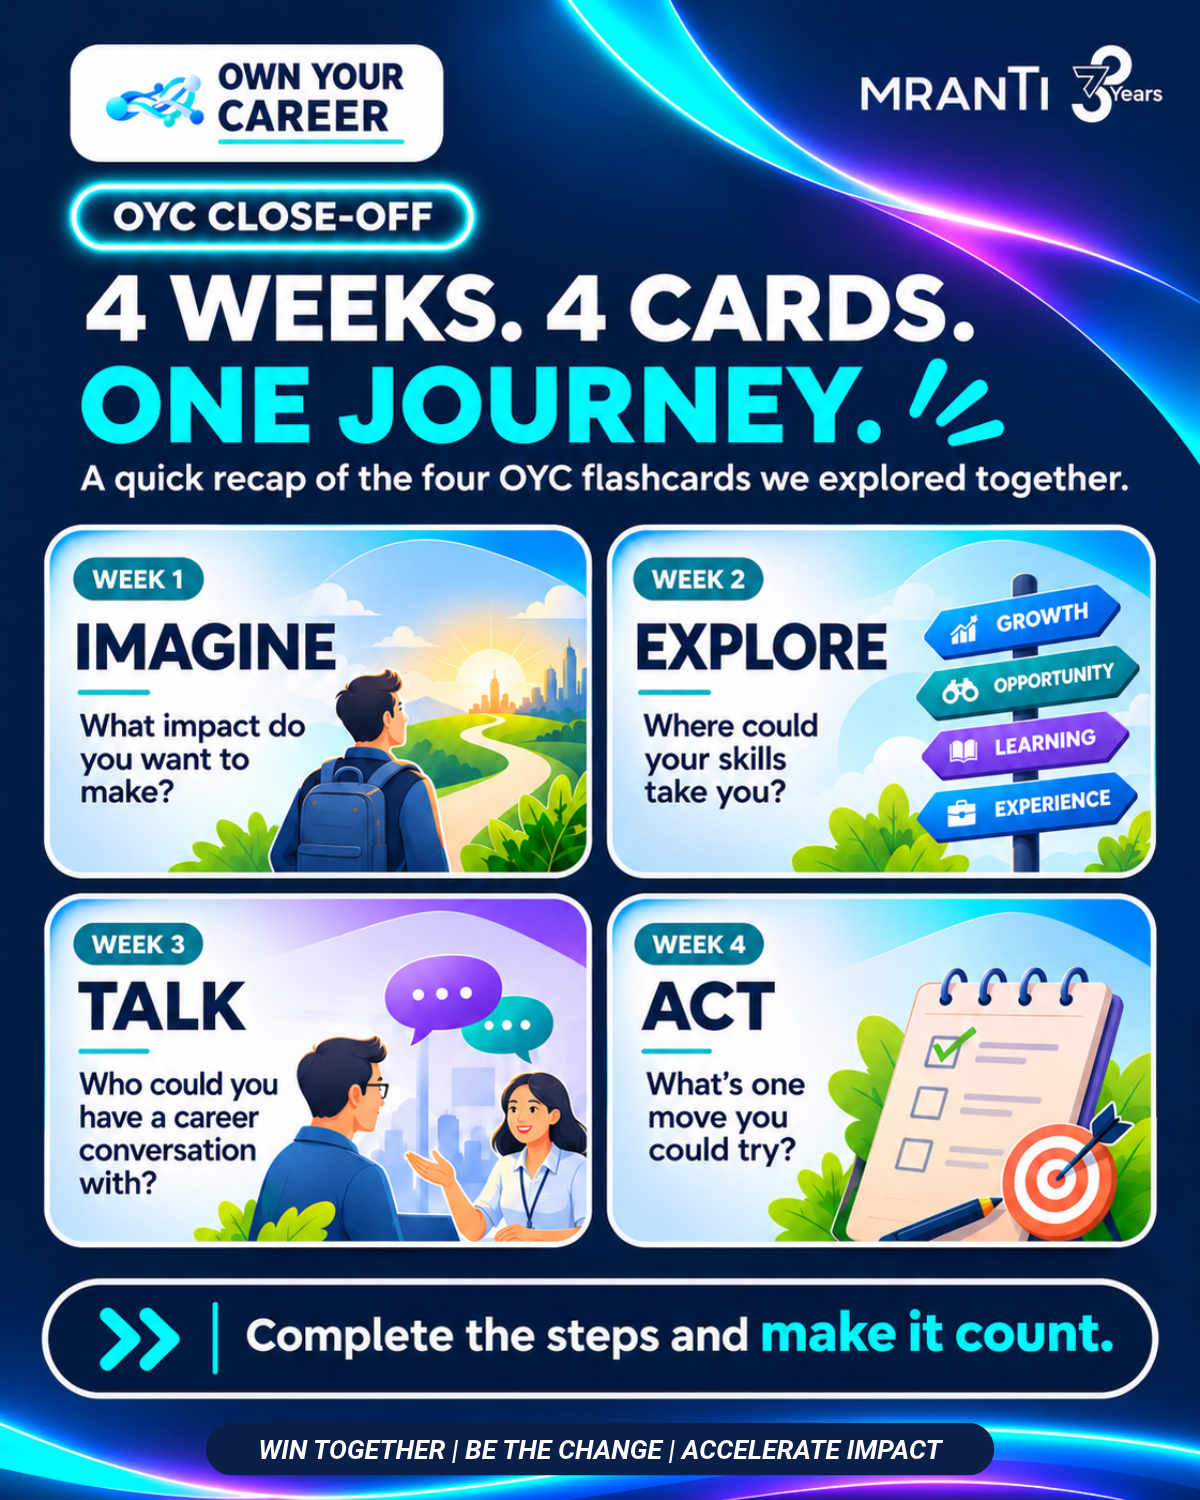 OWN YOUR
CAREER
MRANTI
Years
OYC CLOSE-OFF
4 WEEKS. 4 CARDS.
ONE JOURNEY.
A quick recap of the four OYC flashcards we explored together.
WEEK 1
IMAGINE
What impact do
you want to
make?
WEEK 2
EXPLORE
Where could
your skills
take you?
GROWTH
OPPORTUNITY
LEARNING
EXPERIENCE
WEEK 3
TALK
Who could you
have a career
conversation
with?
WEEK 4
ACT
What's one
move you
could try?
Complete the steps and make it count.
WIN TOGETHER | BE THE CHANGE | ACCELERATE IMPACT